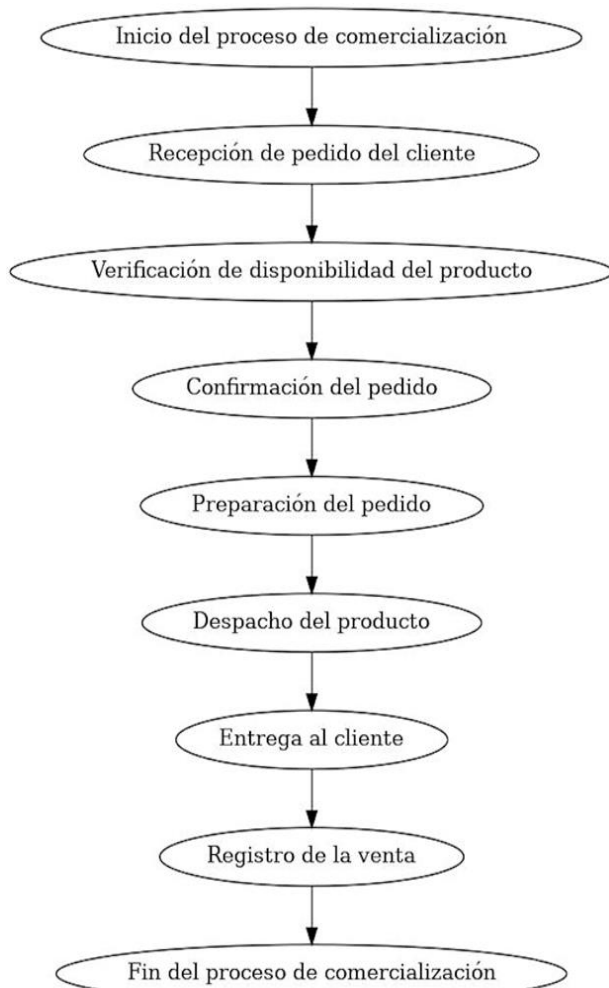 Inicio del proceso de comercialización
Recepción de pedido del cliente
Verificación de disponibilidad del producto
Confirmación del pedido
Preparación del pedido
Despacho del producto
Entrega al cliente
Registro de la venta
Fin del proceso de comercialización